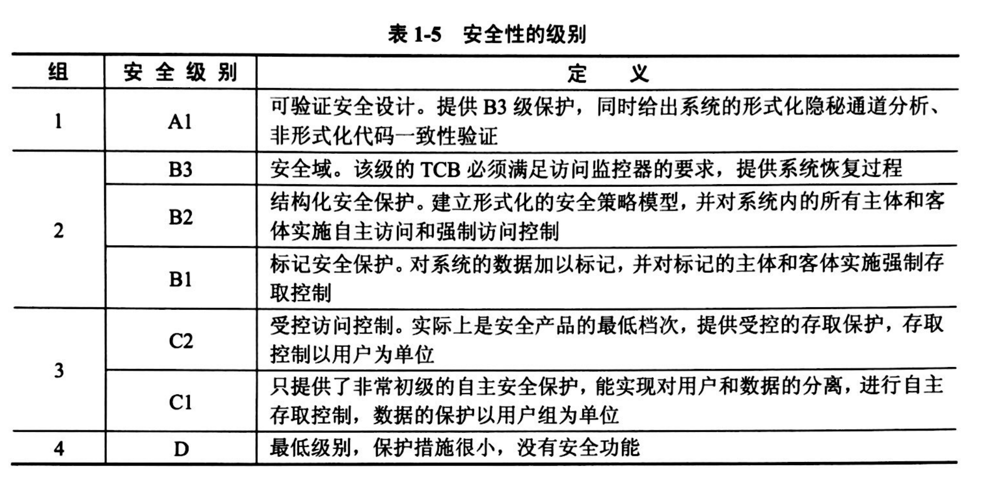 表 1-5 安全性的级别
组 安全级别 定 义
1 A1 可验证安全设计。提供 B3 级保护，同时给出系统的形式化隐秘通道分析、
非形式化代码一致性验证
2 B3 安全域。该级的 TCB 必须满足访问监控器的要求，提供系统恢复过程
B2 结构化安全保护。建立形式化的安全策略模型，并对系统内的所有主体和客
体实施自主访问和强制访问控制
B1 标记安全保护。对系统的数据加以标记，并对标记的主体和客体实施强制存
取控制
3 C2 受控访问控制。实际上是安全产品的最低档次，提供受控的存取保护，存取
控制以用户为单位
C1 只提供了非常初级的自主安全保护，能实现对用户和数据的分离，进行自主
存取控制，数据的保护以用户组为单位
4 D 最低级别，保护措施很小，没有安全功能